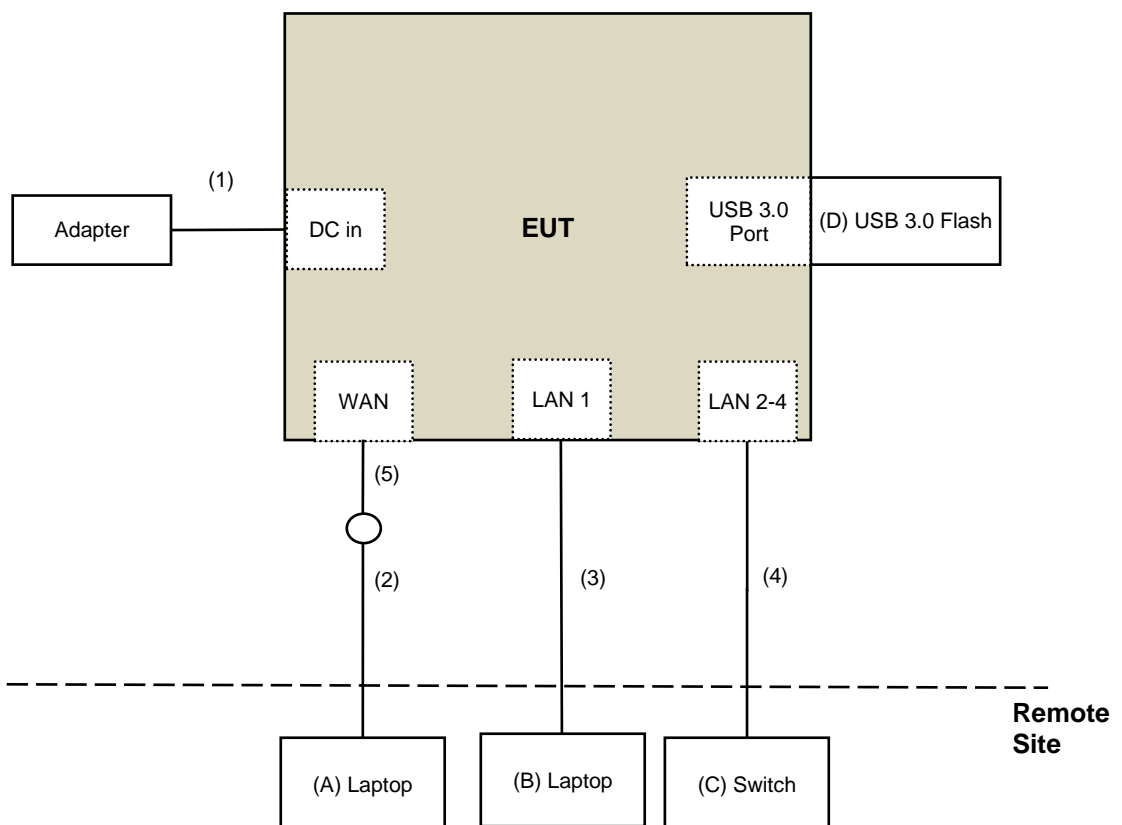 (1)
Adapter
DC in
EUT
USB 3.0
Port
(D) USB 3.0 Flash
WAN
LAN 1
LAN 2-4
(5)
(2)
(3)
(4)
Remote
Site
(A) Laptop
(B) Laptop
(C) Switch